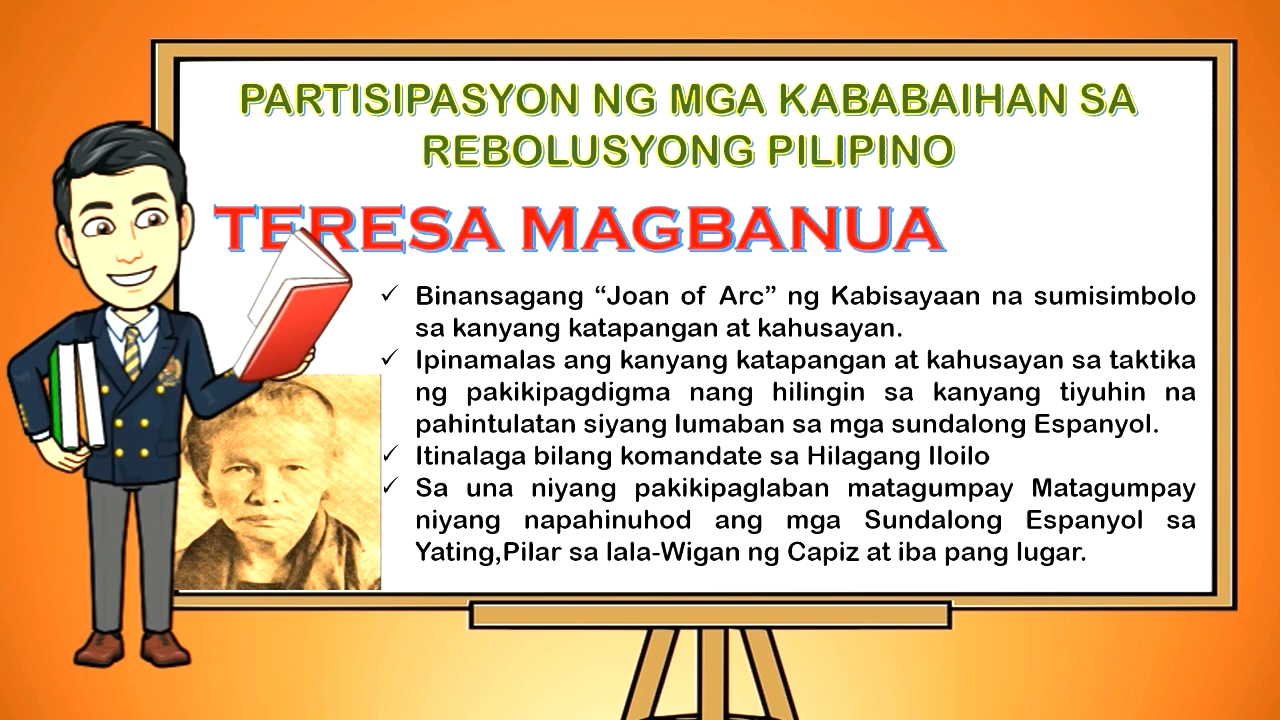 PARTISIPASYON NG MGA KABABAIHAN SA
REBOLUSYONG PILIPINO
TERESA MAGBANUA
✓ Binansagang “Joan of Arc” ng Kabisayaan na sumisimbolo
sa kanyang katapangan at kahusayan.
✓ Ipinamalas ang kanyang katapangan at kahusayan sa taktika
ng pakikipagdigma nang hilingin sa kanyang tiyuhin na
pahintulatan siyang lumaban sa mga sundalong Espanyol.
✓ Itinalaga bilang komandate sa Hilagang Iloilo
✓ Sa una niyang pakikipaglaban matagumpay Matagumpay
niyang napahinuhod ang mga Sundalong Espanyol sa
Yating,Pilar sa lala-Wigan ng Capiz at iba pang lugar.